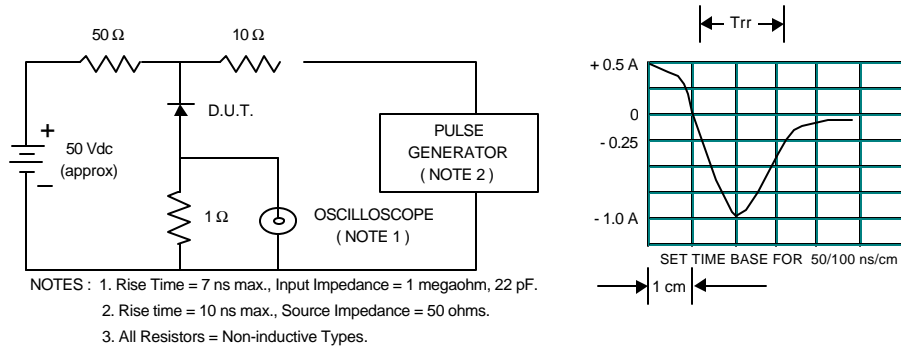 50 Ω
10 Ω
+
50 Vdc
(approx)
−
D.U.T.
1 Ω
OSCILLOSCOPE
( NOTE 1 )
PULSE
GENERATOR
( NOTE 2 )
Trr
+ 0.5 A
0
- 0.25
- 1.0 A
SET TIME BASE FOR 50/100 ns/cm
1 cm
NOTES : 1. Rise Time = 7 ns max., Input Impedance = 1 megaohm, 22 pF.
2. Rise time = 10 ns max., Source Impedance = 50 ohms.
3. All Resistors = Non-inductive Types.